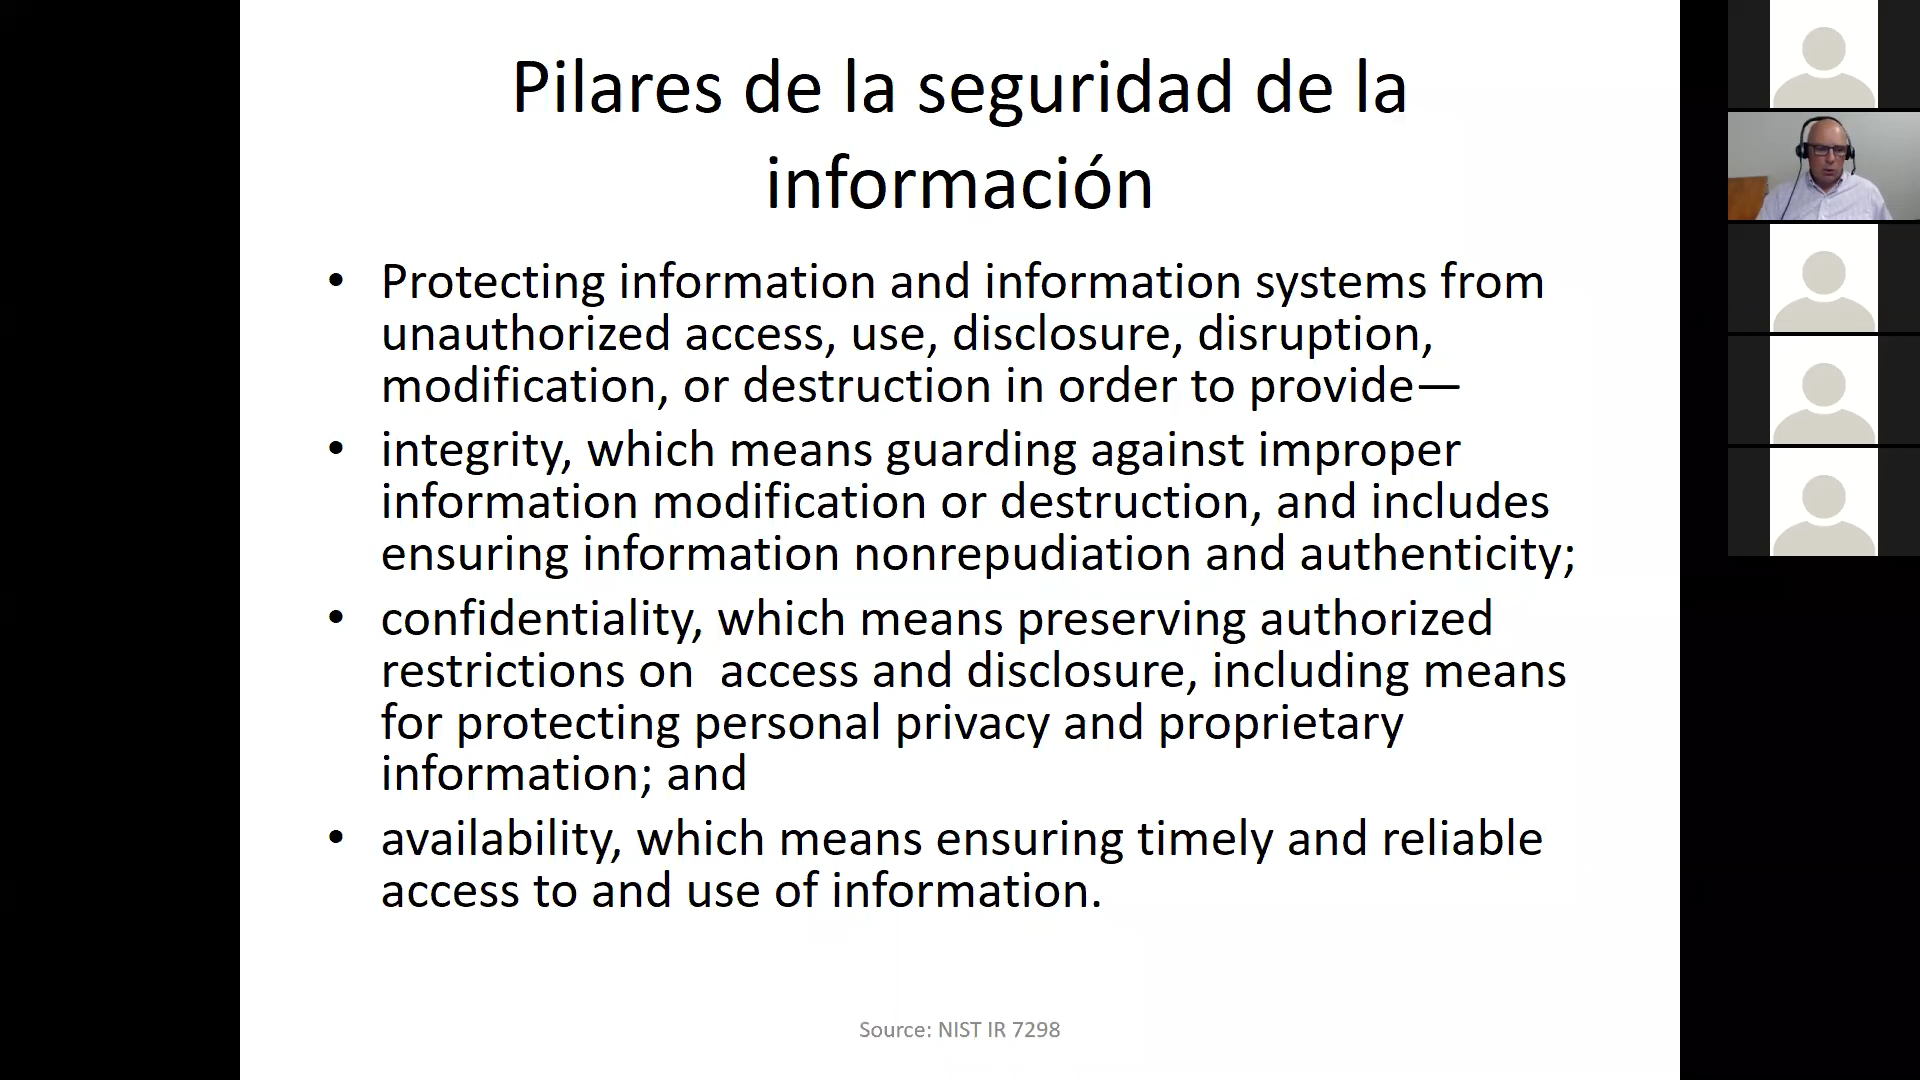 Pilares de la seguridad de la
información
• Protecting information and information systems from
unauthorized access, use, disclosure, disruption,
modification, or destruction in order to provide—
• integrity, which means guarding against improper
information modification or destruction, and includes
ensuring information nonrepudiation and authenticity;
• confidentiality, which means preserving authorized
restrictions on  access and disclosure, including means
for protecting personal privacy and proprietary
information; and
• availability, which means ensuring timely and reliable
access to and use of information.
Source: NIST IR 7298